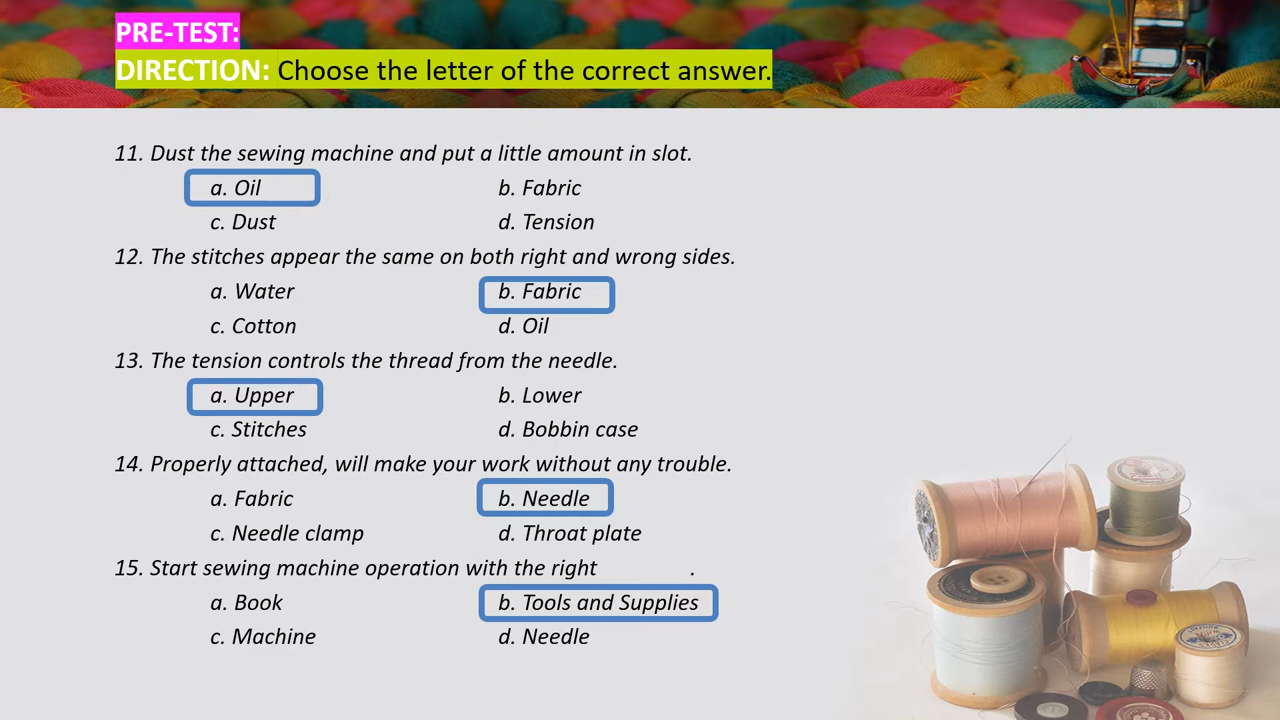 PRE-TEST:
DIRECTION: Choose the letter of the correct answer.
11. Dust the sewing machine and put a little amount in slot.
a. Oil b. Fabric
c. Dust d. Tension
12. The stitches appear the same on both right and wrong sides.
a. Water b. Fabric
c. Cotton d. Oil
13. The tension controls the thread from the needle.
a. Upper b. Lower
c. Stitches d. Bobbin case
14. Properly attached, will make your work without any trouble.
a. Fabric b. Needle
c. Needle clamp d. Throat plate
15. Start sewing machine operation with the right .
a. Book b. Tools and Supplies
c. Machine d. Needle